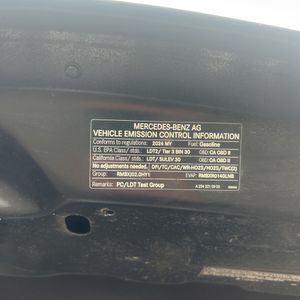 MERCEDES-BENZ AG
VEHICLE EMISSION CONTROL INFORMATION
Conforms to regulations: 2024 MY Fuel: Gasoline
U.S. EPA Class / stds.: LDT2 / Tier 3 BIN 30 OBD: CA OBD II
California Class / stds.: LDT / SULEV 30 OBD: CA OBD II
No adjustments needed.
Group: EVAP:
Remarks: PC/LDT Test Group